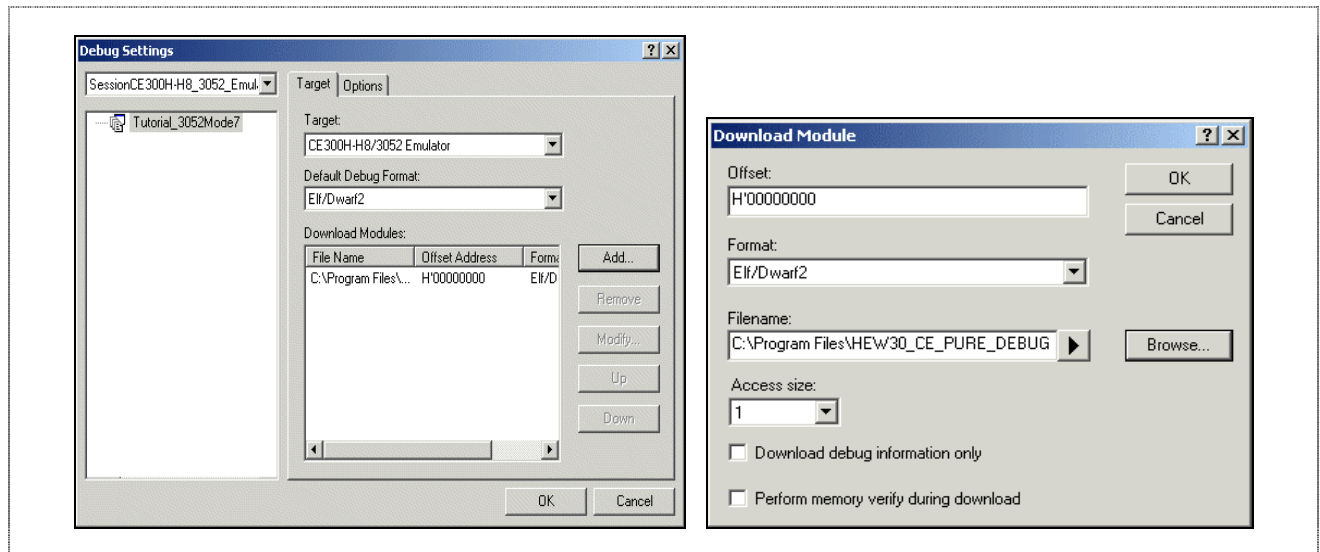 Debug Settings
SessionCE300H-H8_3052_Emul
Tutorial_3052Mode7
Target Options
Target:
CE300H-H8/3052 Emulator
Default Debug Format:
Elf/Dwarf2
Download Modules:
File Name Offset Address Forma
C:\Program Files\... H'00000000 Elf/D
Add...
Remove
Modify...
Up
Down
OK Cancel
Download Module
Offset:
H'00000000
Format:
Elf/Dwarf2
Filename:
C:\Program Files\HEW30_CE_PURE_DEBUG
Access size:
1
Download debug information only
Perform memory verify during download
OK
Cancel
Browse...